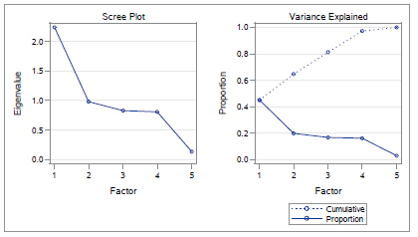 Scree Plot
Eigenvalue
2.0
1.5
1.0
0.5
0.0
1 2 3 4 5
Factor
Variance Explained
Proportion
1.0
0.8
0.6
0.4
0.2
0.0
1 2 3 4 5
Factor
Cumulative
Proportion